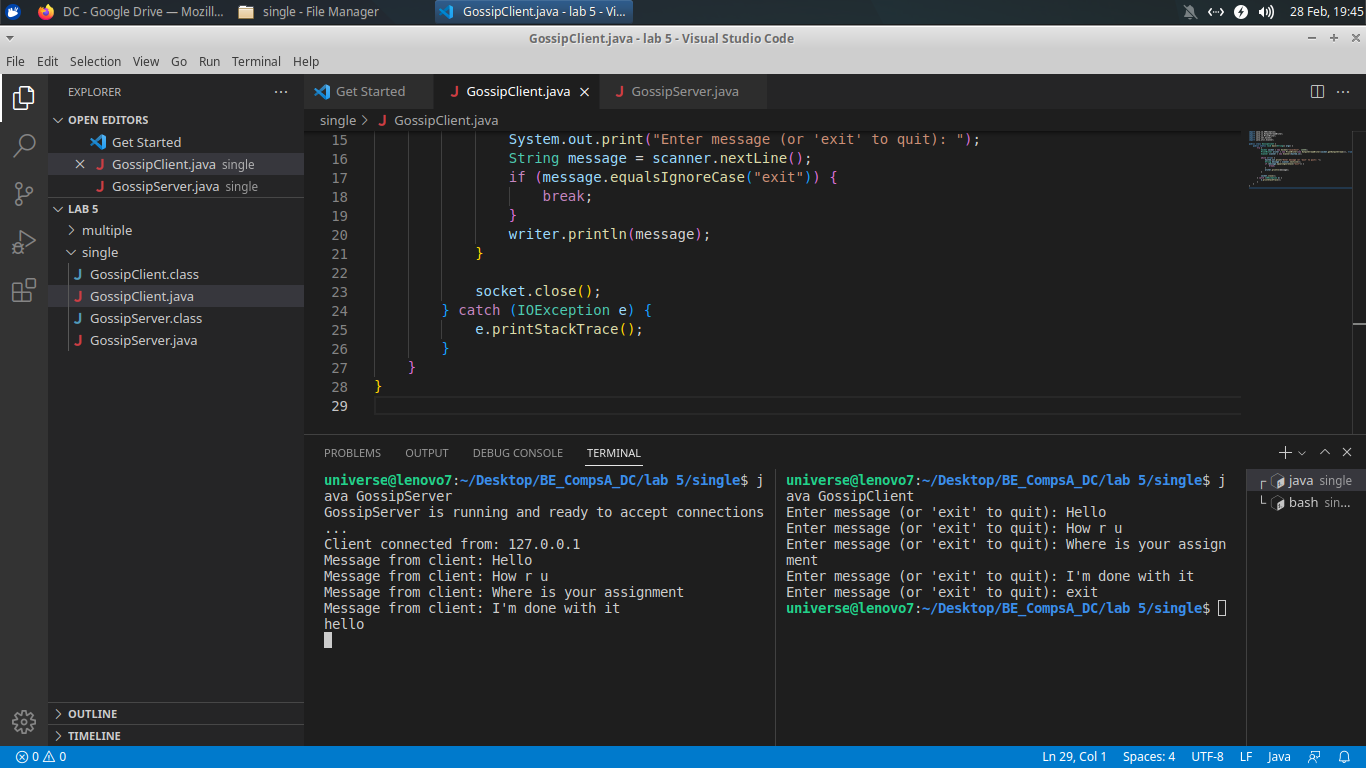 DC - Google Drive — Mozill...
single - File Manager
GossipClient.java - lab 5 - Vi...
28 Feb, 19:45
GossipClient.java - lab 5 - Visual Studio Code
File Edit Selection View Go Run Terminal Help
EXPLORER
OPEN EDITORS
Get Started
GossipClient.java single
GossipServer.java single
LAB 5
multiple
single
GossipClient.class
GossipClient.java
GossipServer.class
GossipServer.java
OUTLINE
TIMELINE
Get Started
GossipClient.java
GossipServer.java
single > GossipClient.java
15 System.out.print("Enter message (or 'exit' to quit): ");
16 String message = scanner.nextLine();
17 if (message.equalsIgnoreCase("exit")) {
18 break;
19 }
20 writer.println(message);
21 }
22
23 socket.close();
24 } catch (IOException e) {
25 e.printStackTrace();
26 }
27 }
28 }
29
PROBLEMS OUTPUT DEBUG CONSOLE TERMINAL
universe@lenovo7:~/Desktop/BE_CompsA_DC/lab 5/single$ j
ava GossipServer
GossipServer is running and ready to accept connections
...
Client connected from: 127.0.0.1
Message from client: Hello
Message from client: How r u
Message from client: Where is your assignment
Message from client: I'm done with it
hello
universe@lenovo7:~/Desktop/BE_CompsA_DC/lab 5/single$ j
ava GossipClient
Enter message (or 'exit' to quit): Hello
Enter message (or 'exit' to quit): How r u
Enter message (or 'exit' to quit): Where is your assign
ment
Enter message (or 'exit' to quit): I'm done with it
Enter message (or 'exit' to quit): exit
universe@lenovo7:~/Desktop/BE_CompsA_DC/lab 5/single$
java single
bash sin...
0 0
Ln 29, Col 1 Spaces: 4 UTF-8 LF Java